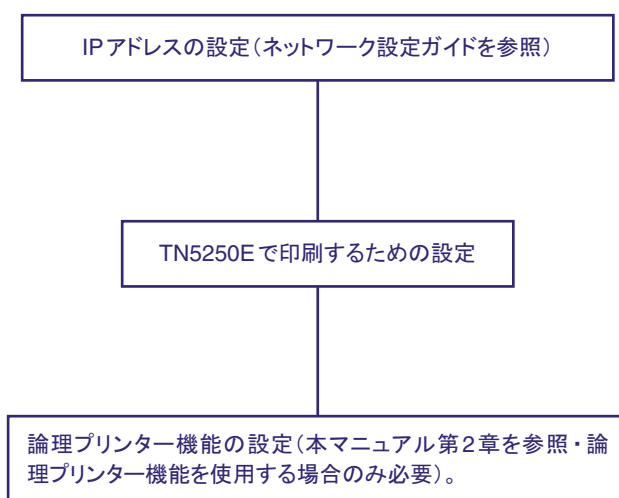 IPアドレスの設定（ネットワーク設定ガイドを参照）
TN5250Eで印刷するための設定
論理プリンター機能の設定（本マニュアル第2章を参照・論
理プリンター機能を使用する場合のみ必要）。